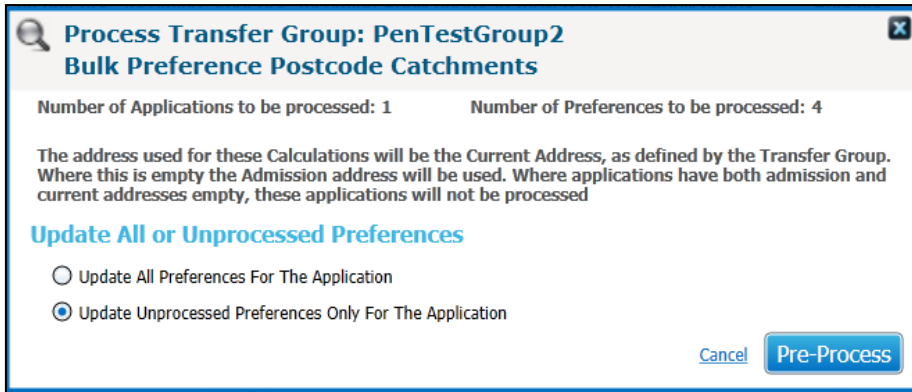 Process Transfer Group: PenTestGroup2
Bulk Preference Postcode Catchments
Number of Applications to be processed: 1 Number of Preferences to be processed: 4
The address used for these Calculations will be the Current Address, as defined by the Transfer Group.
Where this is empty the Admission address will be used. Where applications have both admission and
current addresses empty, these applications will not be processed
Update All or Unprocessed Preferences
Update All Preferences For The Application
Update Unprocessed Preferences Only For The Application
Cancel Pre-Process